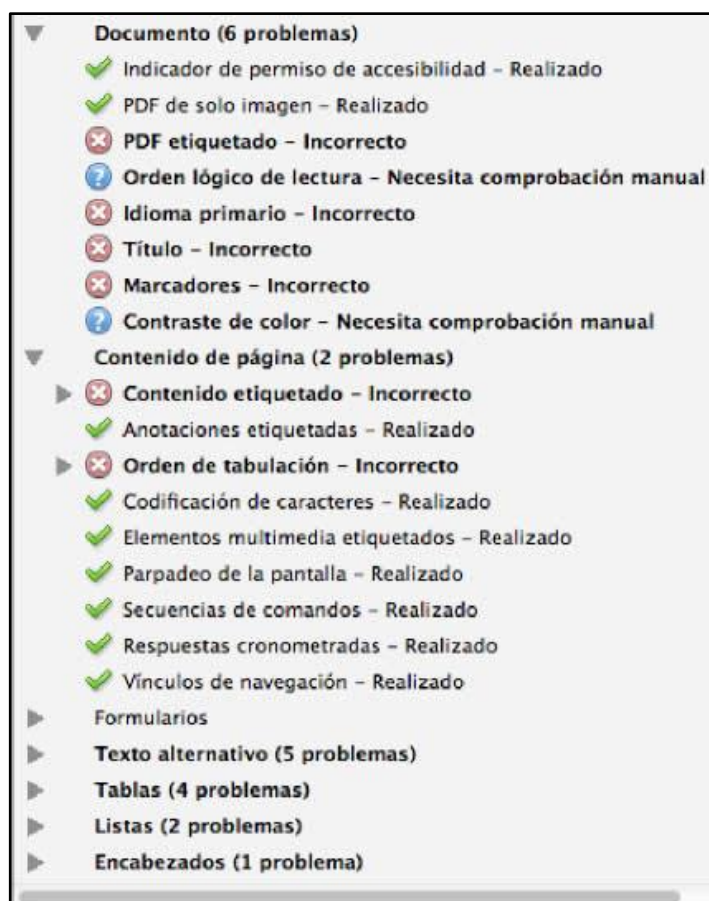 Documento (6 problemas)
Indicador de permiso de accesibilidad – Realizado
PDF de solo imagen – Realizado
PDF etiquetado – Incorrecto
Orden lógico de lectura – Necesita comprobación manual
Idioma primario – Incorrecto
Título – Incorrecto
Marcadores – Incorrecto
Contraste de color – Necesita comprobación manual
Contenido de página (2 problemas)
Contenido etiquetado – Incorrecto
Anotaciones etiquetadas – Realizado
Orden de tabulación – Incorrecto
Codificación de caracteres – Realizado
Elementos multimedia etiquetados – Realizado
Parpadeo de la pantalla – Realizado
Secuencias de comandos – Realizado
Respuestas cronometradas – Realizado
Vínculos de navegación – Realizado
Formularios
Texto alternativo (5 problemas)
Tablas (4 problemas)
Listas (2 problemas)
Encabezados (1 problema)